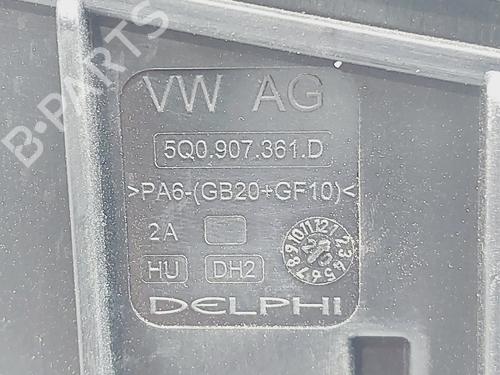 B-PARTS
VW AG
5Q0.907.361.D
>PA6-(GB20+GF10)<
2A
HU DH2
DELPHI